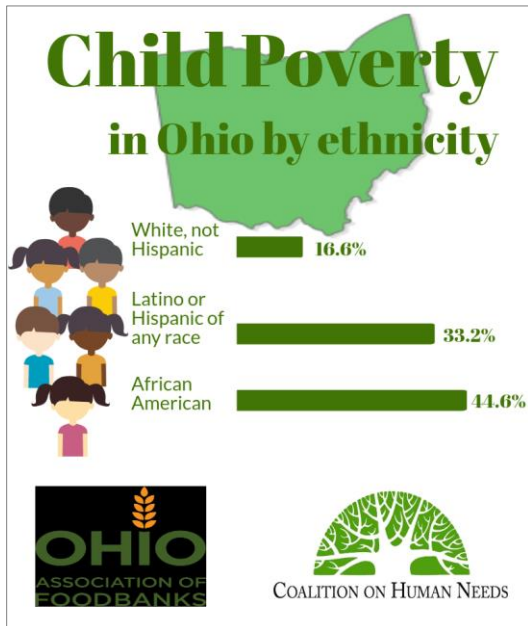 Child Poverty
in Ohio by ethnicity
White, not
Hispanic
16.6%
Latino or
Hispanic of
any race
33.2%
African
American
44.6%
OHIO
ASSOCIATION OF
FOODBANKS
COALITION ON HUMAN NEEDS